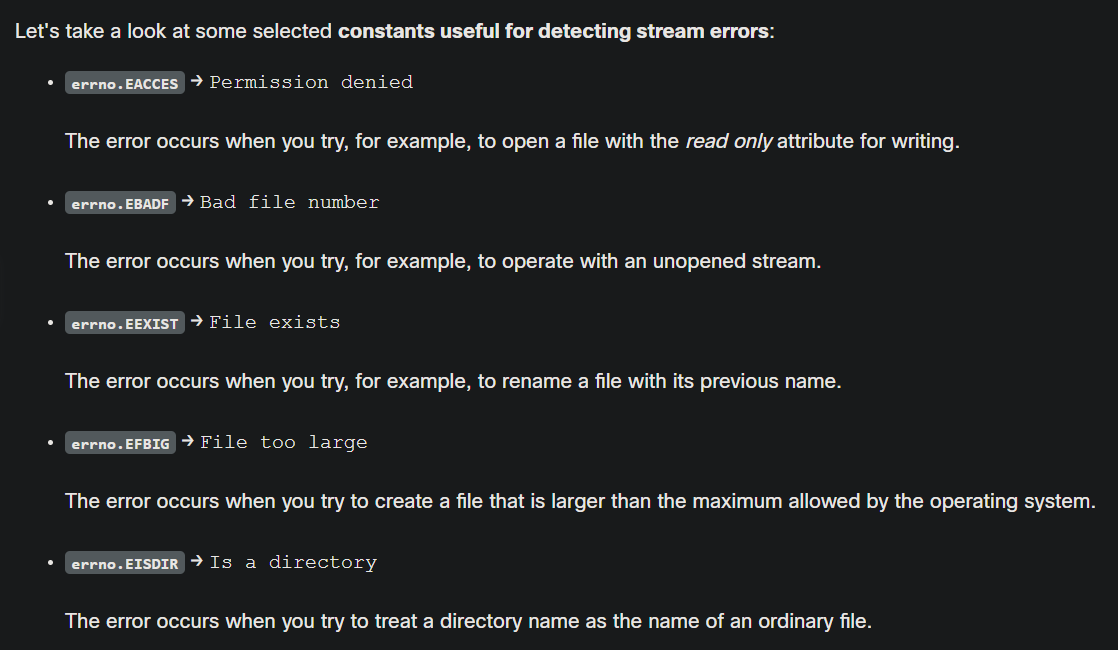 Let's take a look at some selected constants useful for detecting stream errors:
• errno.EACCES → Permission denied
The error occurs when you try, for example, to open a file with the read only attribute for writing.
• errno.EBADF → Bad file number
The error occurs when you try, for example, to operate with an unopened stream.
• errno.EEXIST → File exists
The error occurs when you try, for example, to rename a file with its previous name.
• errno.EFBIG → File too large
The error occurs when you try to create a file that is larger than the maximum allowed by the operating system.
• errno.EISDIR → Is a directory
The error occurs when you try to treat a directory name as the name of an ordinary file.